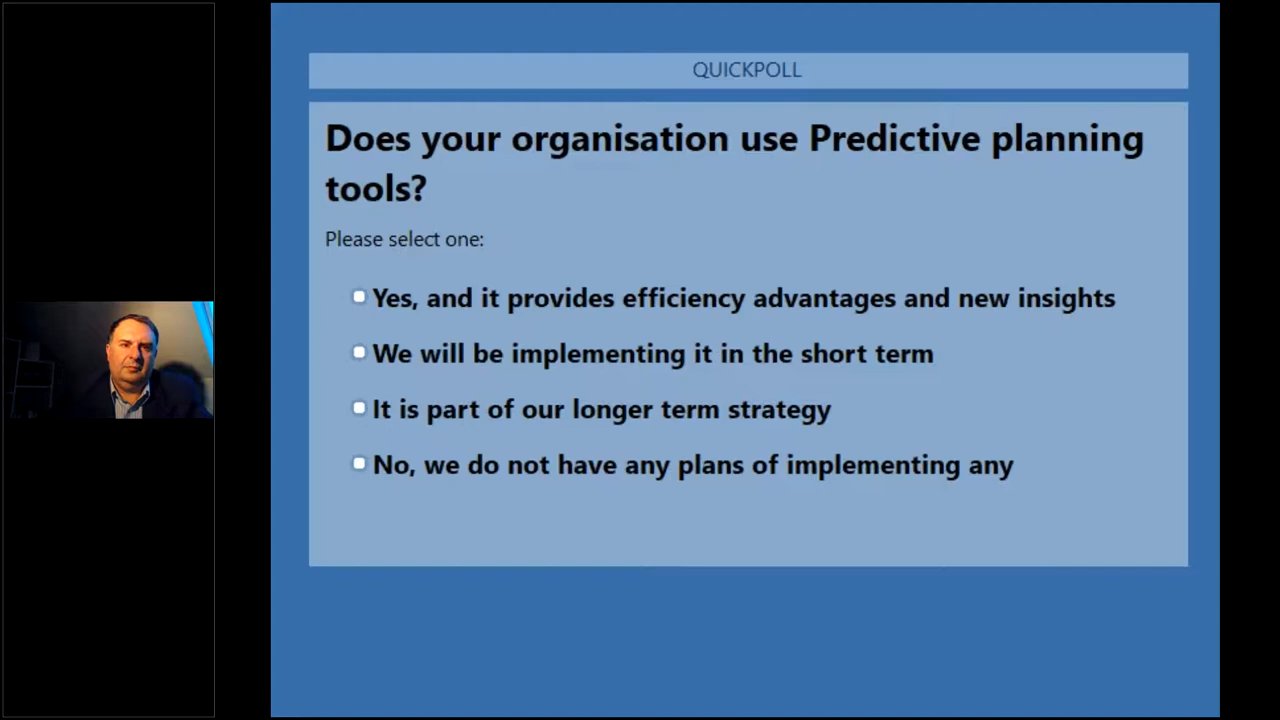 QUICKPOLL
Does your organisation use Predictive planning
tools?
Please select one:
Yes, and it provides efficiency advantages and new insights
We will be implementing it in the short term
It is part of our longer term strategy
No, we do not have any plans of implementing any